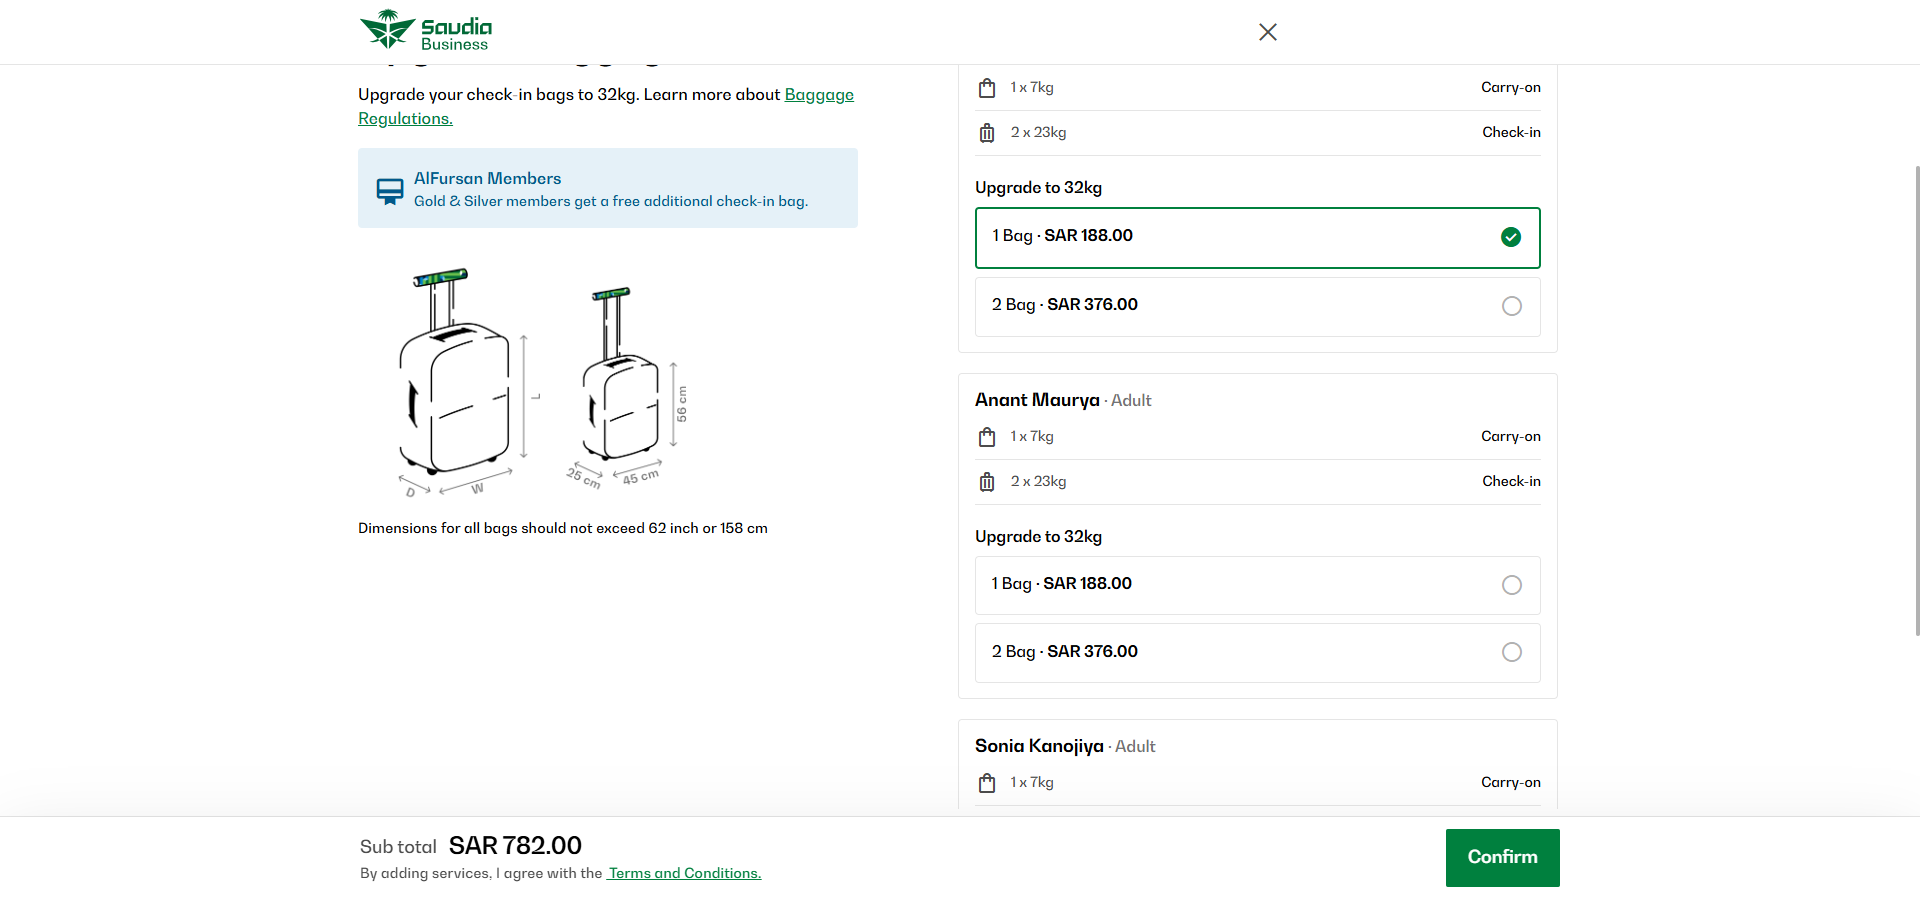 Saudia
Business
Upgrade your check-in bags to 32kg. Learn more about Baggage
Regulations.
AlFursan Members
Gold & Silver members get a free additional check-in bag.
L
D
W
56 cm
25 cm
45 cm
Dimensions for all bags should not exceed 62 inch or 158 cm
1 x 7kg Carry-on
2 x 23kg Check-in
Upgrade to 32kg
1 Bag · SAR 188.00
2 Bag · SAR 376.00
Anant Maurya · Adult
1 x 7kg Carry-on
2 x 23kg Check-in
Upgrade to 32kg
1 Bag · SAR 188.00
2 Bag · SAR 376.00
Sonia Kanojiya · Adult
1 x 7kg Carry-on
Sub total SAR 782.00
By adding services, I agree with the Terms and Conditions.
Confirm